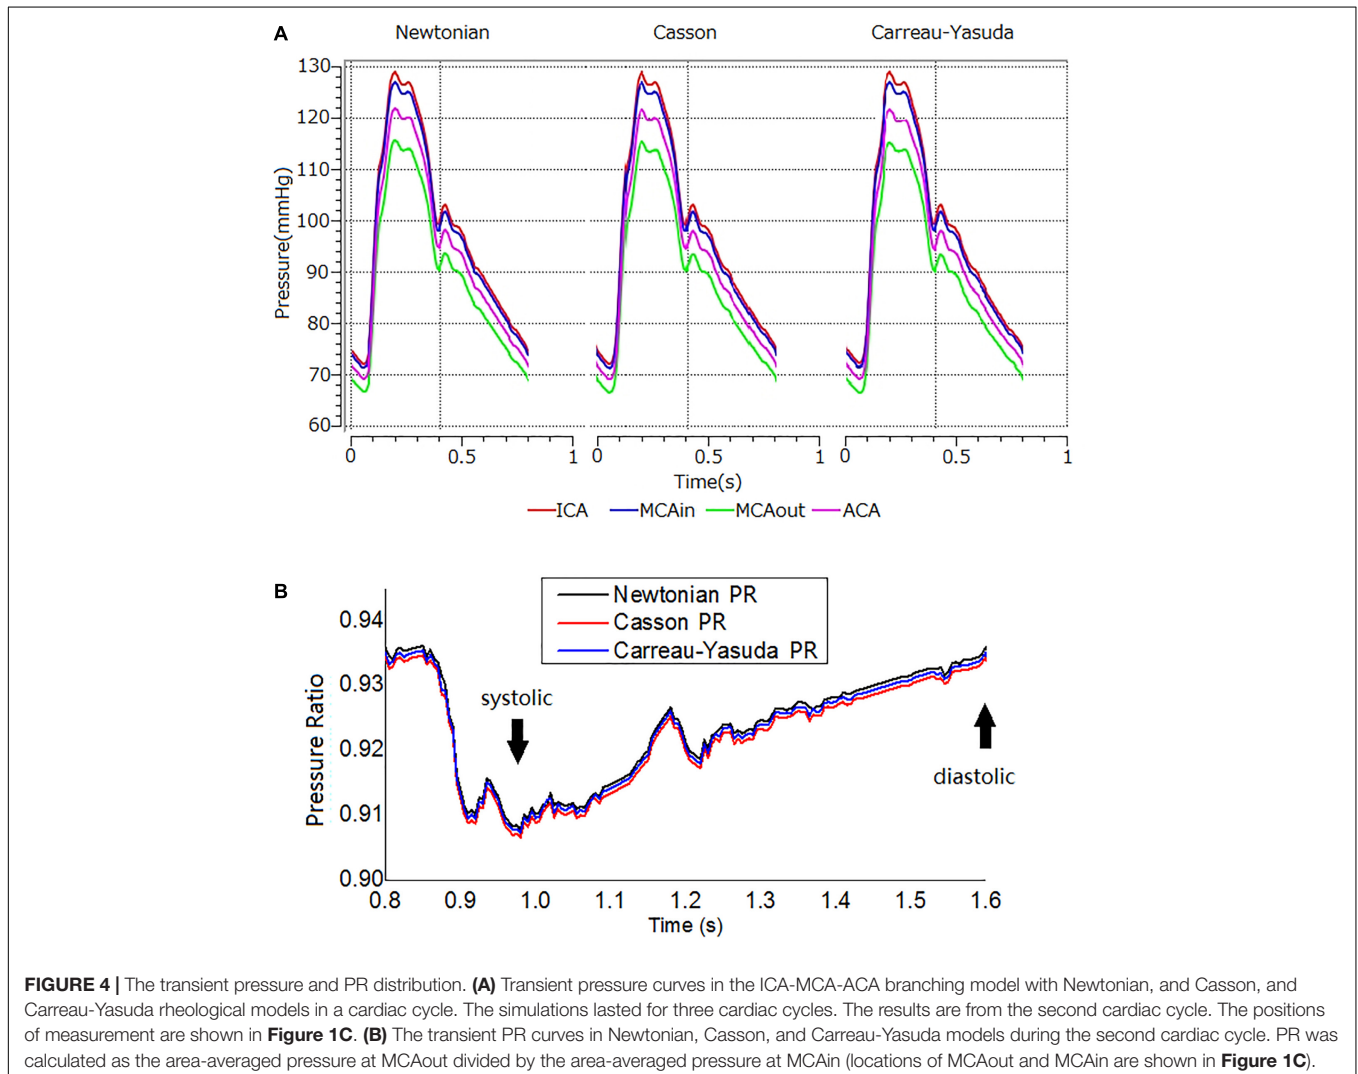 A
Newtonian Casson Carreau-Yasuda
130
120
110
100
90
80
70
60
Pressure(mmHg)
0 0.5 1 0 0.5 1 0 0.5 1
Time(s)
ICA MCAin MCAout ACA
B
Newtonian PR
Casson PR
Carreau-Yasuda PR
0.94
0.93
0.92
0.91
0.90
Pressure Ratio
systolic
diastolic
0.8 0.9 1.0 1.1 1.2 1.3 1.4 1.5 1.6
Time (s)
FIGURE 4 | The transient pressure and PR distribution. (A) Transient pressure curves in the ICA-MCA-ACA branching model with Newtonian, and Casson, and
Carreau-Yasuda rheological models in a cardiac cycle. The simulations lasted for three cardiac cycles. The results are from the second cardiac cycle. The positions
of measurement are shown in Figure 1C. (B) The transient PR curves in Newtonian, Casson, and Carreau-Yasuda models during the second cardiac cycle. PR was
calculated as the area-averaged pressure at MCAout divided by the area-averaged pressure at MCAin (locations of MCAout and MCAin are shown in Figure 1C).